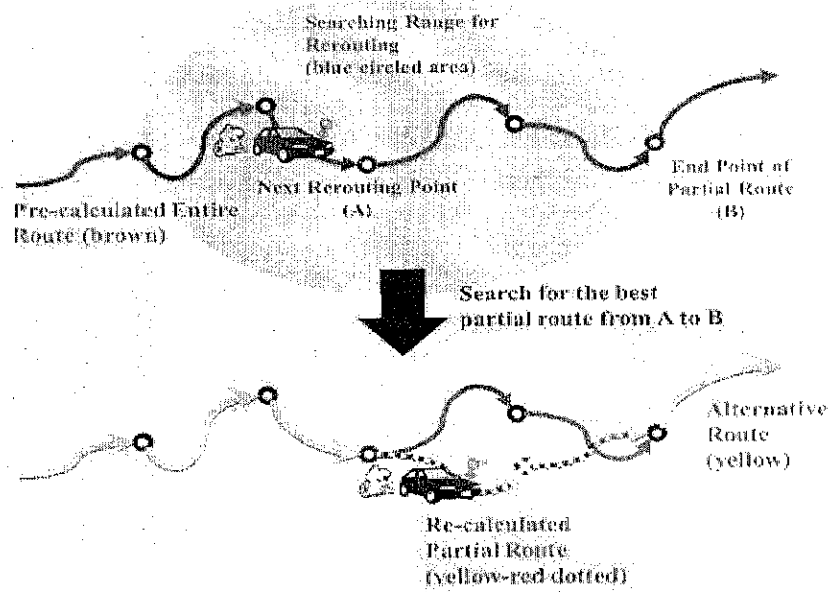 Searching Range for
Rerouting
(blue circled area)
Next Rerouting Point
(A)
End Point of
Partial Route
(B)
Pre-calculated Entire
Route (brown)
Search for the best
partial route from A to B
Alternative
Route
(yellow)
Re-calculated
Partial Route
(yellow-red dotted)